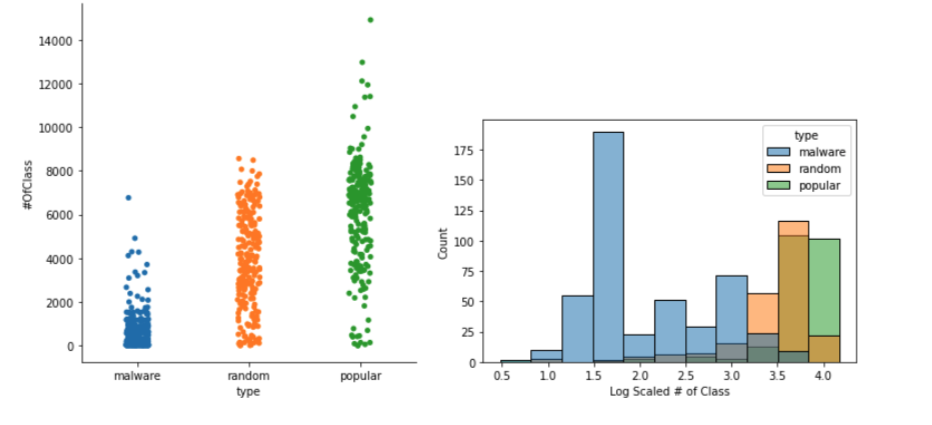 14000
12000
10000
8000
6000
4000
2000
0
#OfClass
malware random popular
type
175
150
125
100
75
50
25
0
Count
type
malware
random
popular
0.5 1.0 1.5 2.0 2.5 3.0 3.5 4.0
Log Scaled # of Class